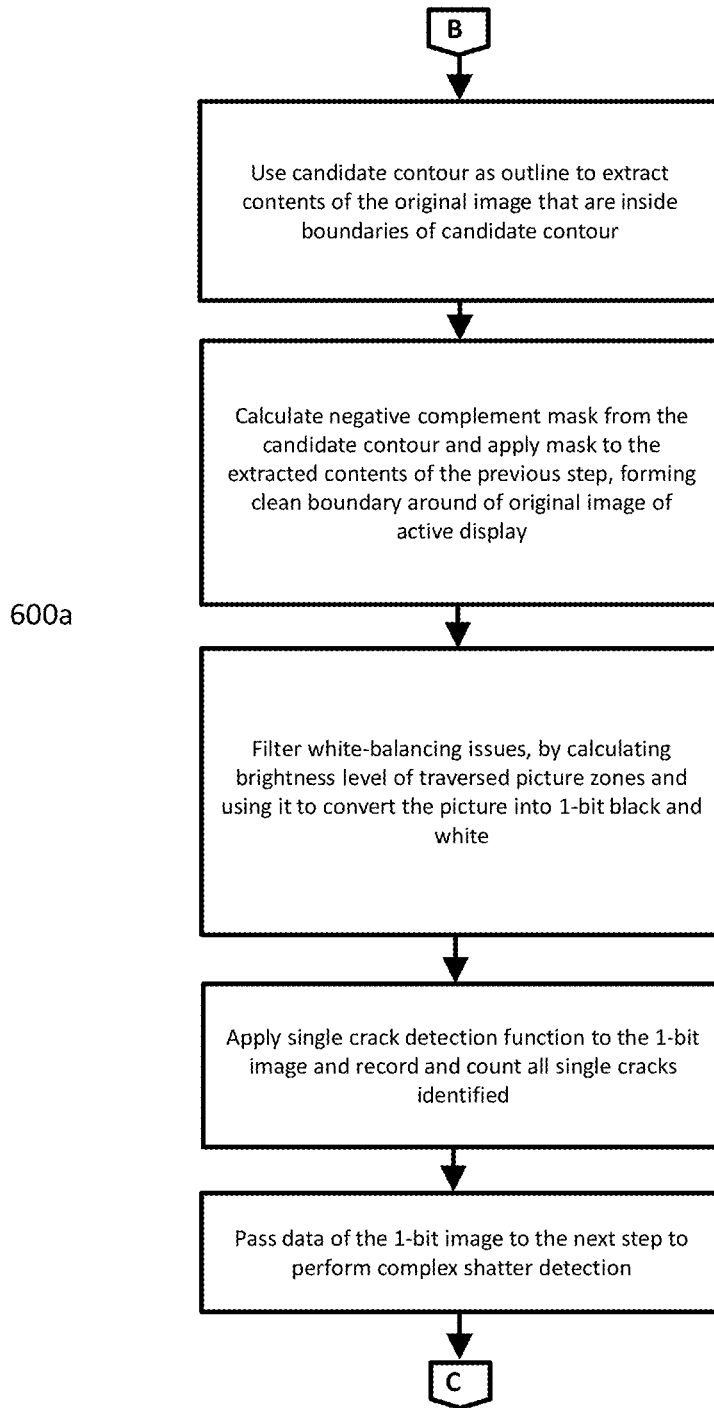 B
Use candidate contour as outline to extract
contents of the original image that are inside
boundaries of candidate contour
Calculate negative complement mask from the
candidate contour and apply mask to the
extracted contents of the previous step, forming
clean boundary around of original image of
active display
600a
Filter white-balancing issues, by calculating
brightness level of traversed picture zones and
using it to convert the picture into 1-bit black and
white
Apply single crack detection function to the 1-bit
image and record and count all single cracks
identified
Pass data of the 1-bit image to the next step to
perform complex shatter detection
C